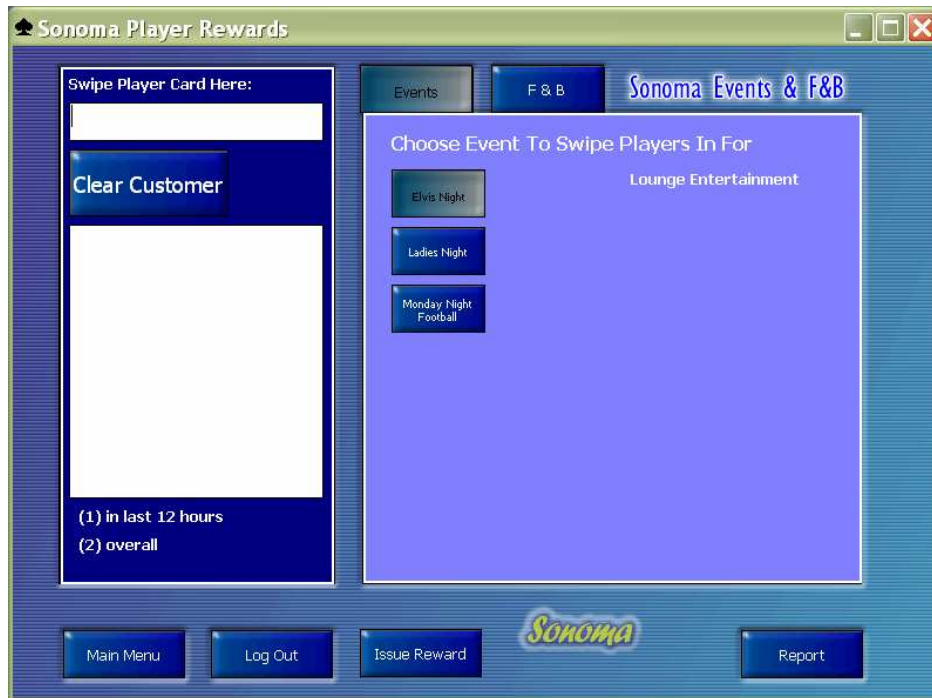 Sonoma Player Rewards
Swipe Player Card Here:
Clear Customer
(1) in last 12 hours
(2) overall
Events
F & B
Sonoma Events & F&B
Choose Event To Swipe Players In For
Elvis Night
Lounge Entertainment
Ladies Night
Monday Night
Football
Sonoma
Main Menu
Log Out
Issue Reward
Report